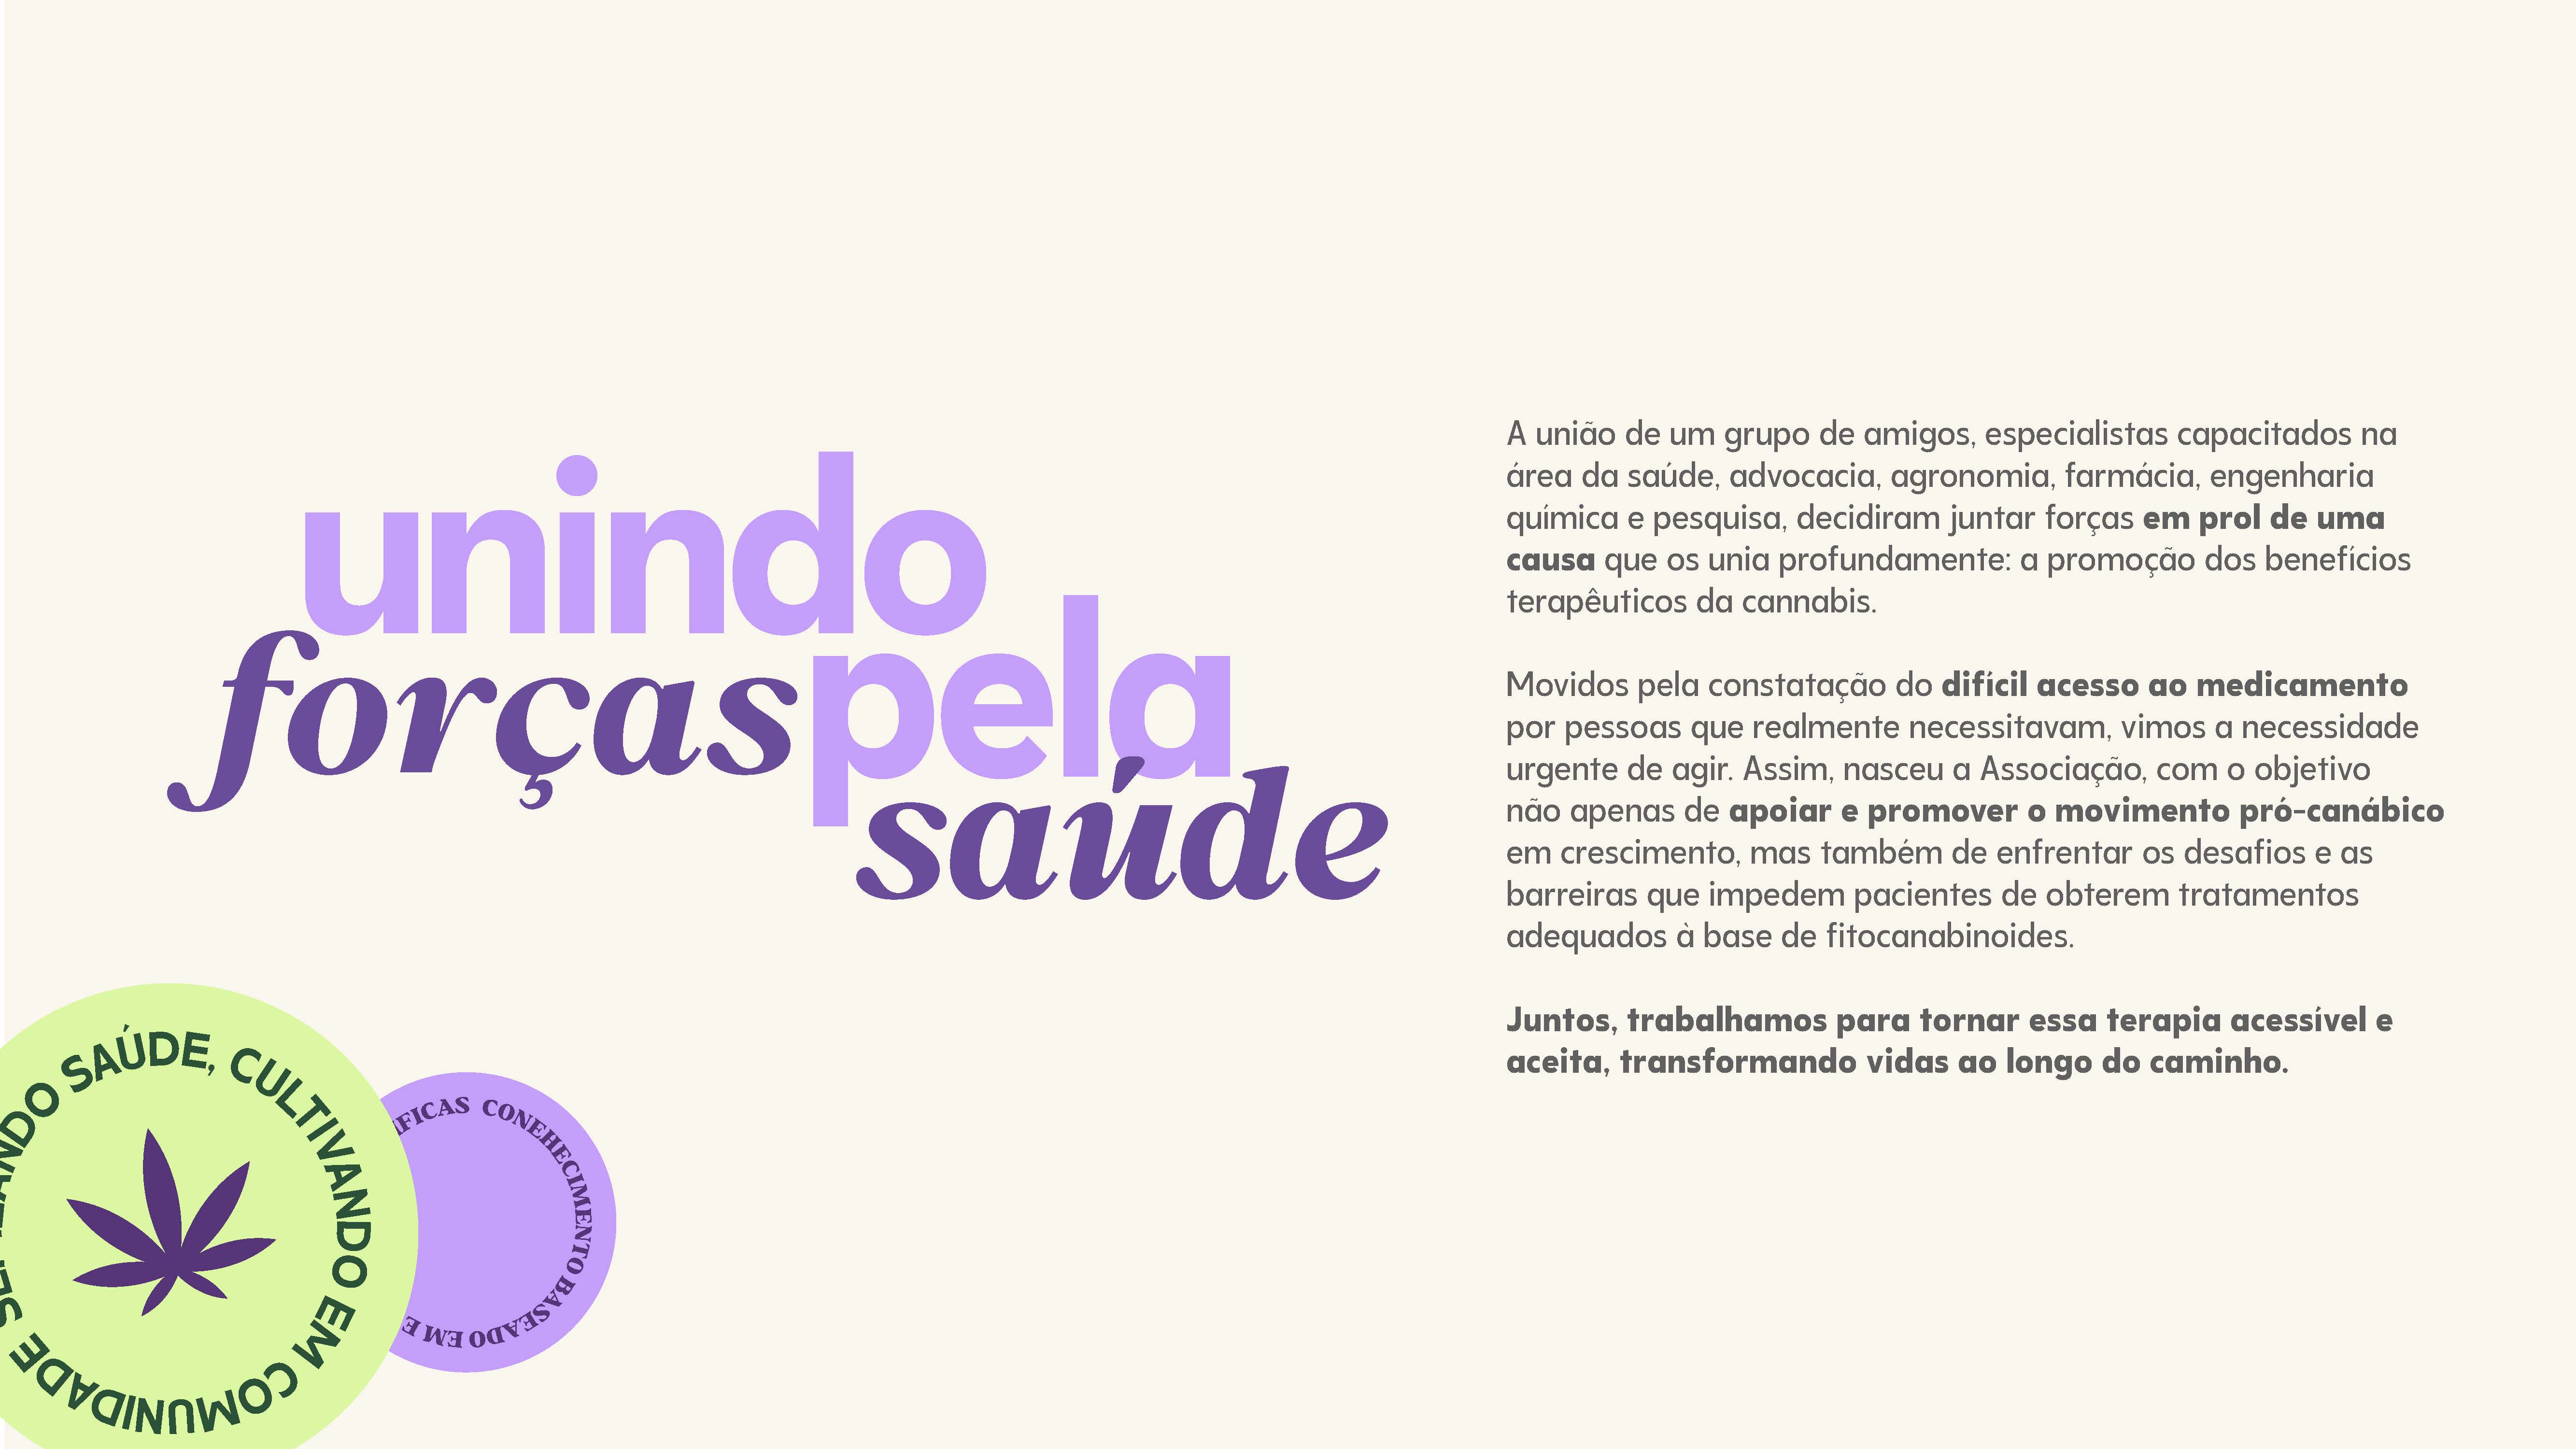 unindo
forças pela
saúde
A união de um grupo de amigos, especialistas capacitados na
área da saúde, advocacia, agronomia, farmácia, engenharia
química e pesquisa, decidiram juntar forças em prol de uma
causa que os unia profundamente: a promoção dos benefícios
terapêuticos da cannabis.
Movidos pela constatação do difícil acesso ao medicamento
por pessoas que realmente necessitavam, vimos a necessidade
urgente de agir. Assim, nasceu a Associação, com o objetivo
não apenas de apoiar e promover o movimento pró-canábico
em crescimento, mas também de enfrentar os desafios e as
barreiras que impedem pacientes de obterem tratamentos
adequados à base de fitocanabinoides.
Juntos, trabalhamos para tornar essa terapia acessível e
aceita, transformando vidas ao longo do caminho.
SAÚDE, CULTIVANDO EM COMUNIDADE
CONEHECIMENTO BASEADO EM